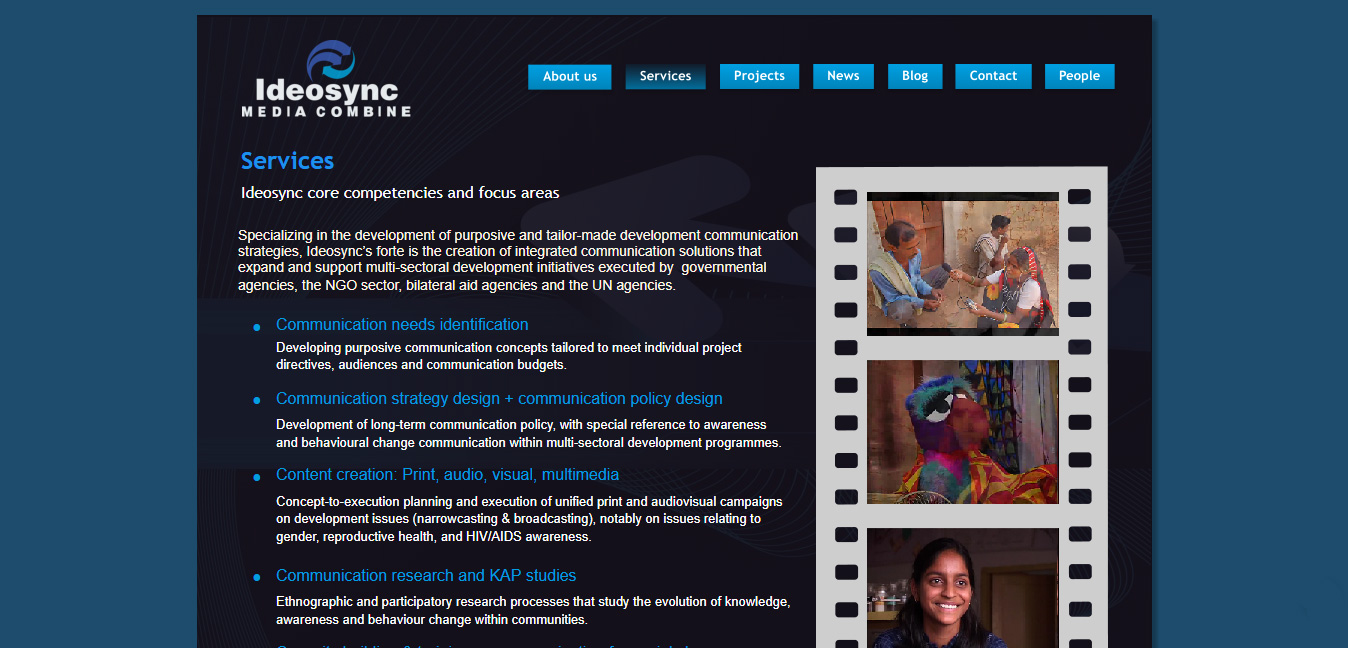 Ideosync
MEDIA COMBINE
About us
Services
Projects
News
Blog
Contact
People
Services
Ideosync core competencies and focus areas
Specializing in the development of purposive and tailor-made development communication
strategies, Ideosync's forte is the creation of integrated communication solutions that
expand and support multi-sectoral development initiatives executed by  governmental
agencies, the NGO sector, bilateral aid agencies and the UN agencies.
Communication needs identification
Developing purposive communication concepts tailored to meet individual project
directives, audiences and communication budgets.
Communication strategy design + communication policy design
Development of long-term communication policy, with special reference to awareness
and behavioural change communication within multi-sectoral development programmes.
Content creation: Print, audio, visual, multimedia
Concept-to-execution planning and execution of unified print and audiovisual campaigns
on development issues (narrowcasting & broadcasting), notably on issues relating to
gender, reproductive health, and HIV/AIDS awareness.
Communication research and KAP studies
Ethnographic and participatory research processes that study the evolution of knowledge,
awareness and behaviour change within communities.